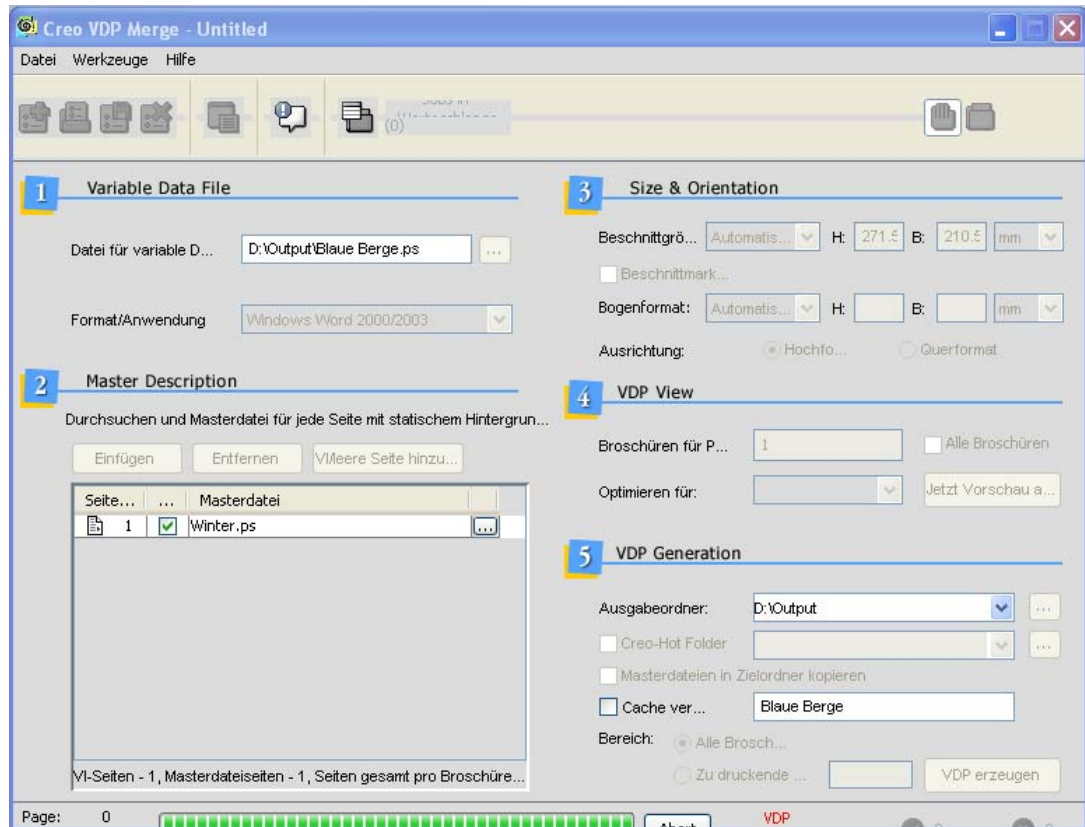 Creo VDP Merge - Untitled
Datei Werkzeuge Hilfe
(0)
1 Variable Data File
Datei für variable D... D:\Output\Blaue Berge.ps ...
Format/Anwendung Windows Word 2000/2003
2 Master Description
Durchsuchen und Masterdatei für jede Seite mit statischem Hintergrun...
Einfügen Entfernen VMeere Seite hinzu...
Seite... ... Masterdatei
1 Winter.ps ...
VI-Seiten - 1, Masterdateiseiten - 1, Seiten gesamt pro Broschüre...
3 Size & Orientation
Beschnittgrö... Automatis... H: 271.5 B: 210.5 mm
Beschnittmark...
Bogenformat: Automatis... H: B: mm
Ausrichtung: Hochfo... Querformat
4 VDP View
Broschüren für P... 1 Alle Broschüren
Optimieren für: Jetzt Vorschau a...
5 VDP Generation
Ausgabeordner: D:\Output ...
Creo-Hot Folder ...
Masterdateien in Zielordner kopieren
Cache ver... Blaue Berge
Bereich: Alle Brosch...
Zu druckende ... VDP erzeugen
Page: 0 Abort VDP